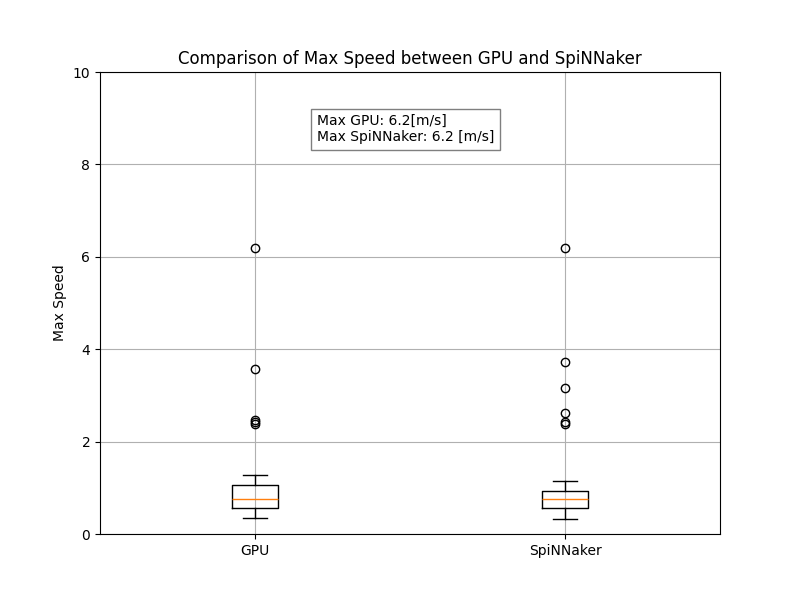 Comparison of Max Speed between GPU and SpiNNaker
10
Max GPU: 6.2[m/s]
Max SpiNNaker: 6.2 [m/s]
8
6
Max Speed
4
2
0
GPU
SpiNNaker